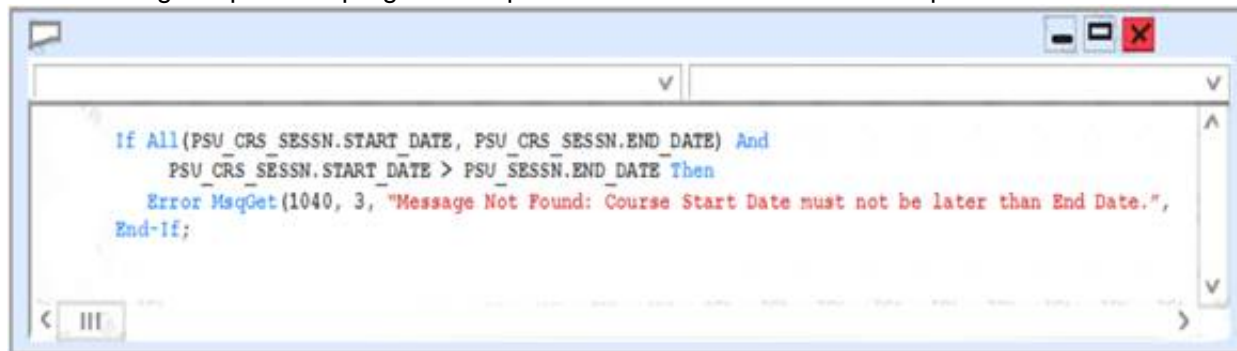 If All(PSU_CRS_SESSN.START_DATE, PSU_CRS_SESSN.END_DATE) And
PSU_CRS_SESSN.START_DATE > PSU_SESSN.END_DATE Then
Error MsqGet(1040, 3, "Message Not Found: Course Start Date must not be later than End Date.",
End-If;